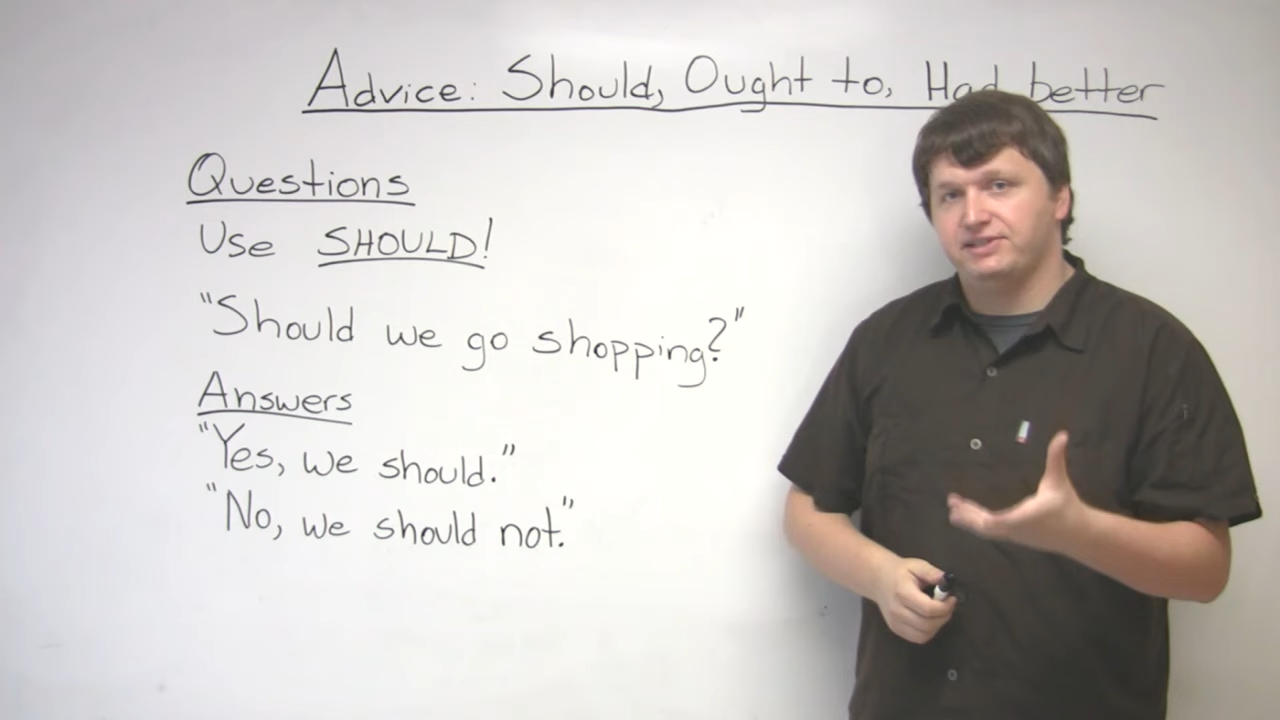 Advice: Should, Ought to, Had better
Questions
Use SHOULD!
"Should we go shopping?"
Answers
"Yes, we should."
"No, we should not."